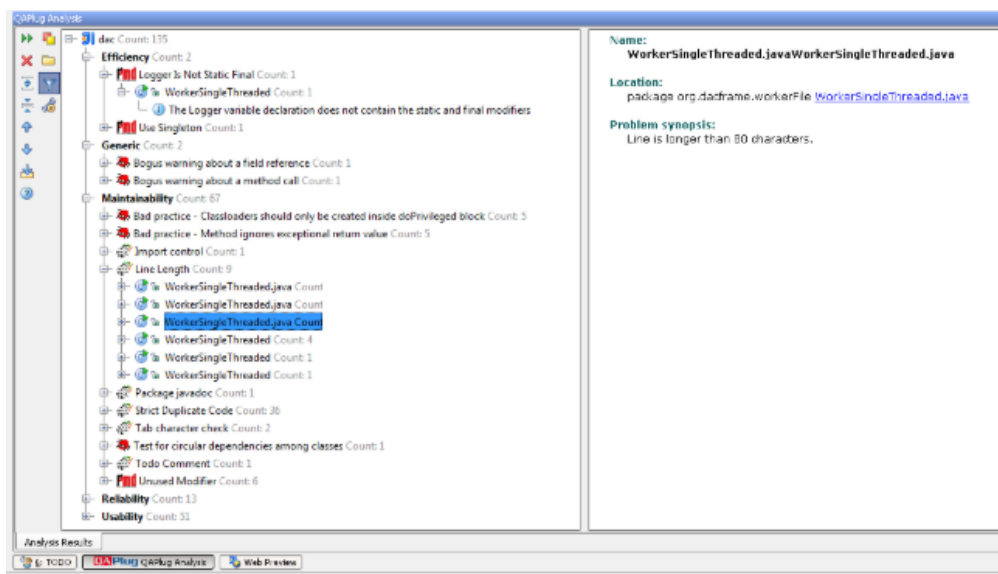 QAPlug Analysis
dac Count: 135
Efficiency Count: 2
Logger Is Not Static Final Count: 1
WorkerSingleThreaded Count: 1
The Logger variable declaration does not contain the static and final modifiers
Use Singleton Count: 1
Generic Count: 2
Bogus warning about a field reference Count: 1
Bogus warning about a method call Count: 1
Maintainability Count: 67
Bad practice - Classloaders should only be created inside doPrivileged block Count: 5
Bad practice - Method ignores exceptional return value Count: 5
Import control Count: 1
Line Length Count: 9
WorkerSingleThreaded.java Count
WorkerSingleThreaded.java Count
WorkerSingleThreaded.java Count
WorkerSingleThreaded Count: 4
WorkerSingleThreaded Count: 1
WorkerSingleThreaded Count: 1
Package javadoc Count: 1
Strict Duplicate Code Count: 36
Tab character check Count: 2
Test for circular dependencies among classes Count: 1
Todo Comment Count: 1
Unused Modifier Count: 6
Reliability Count: 13
Usability Count: 51
Name:
WorkerSingleThreaded.javaWorkerSingleThreaded.java
Location:
package org.dacframe.workerFile WorkerSingleThreaded.java
Problem synopsis:
Line is longer than 80 characters.
Analysis Results
6: TODO
QAPlug QAPlug Analysis
Web Preview